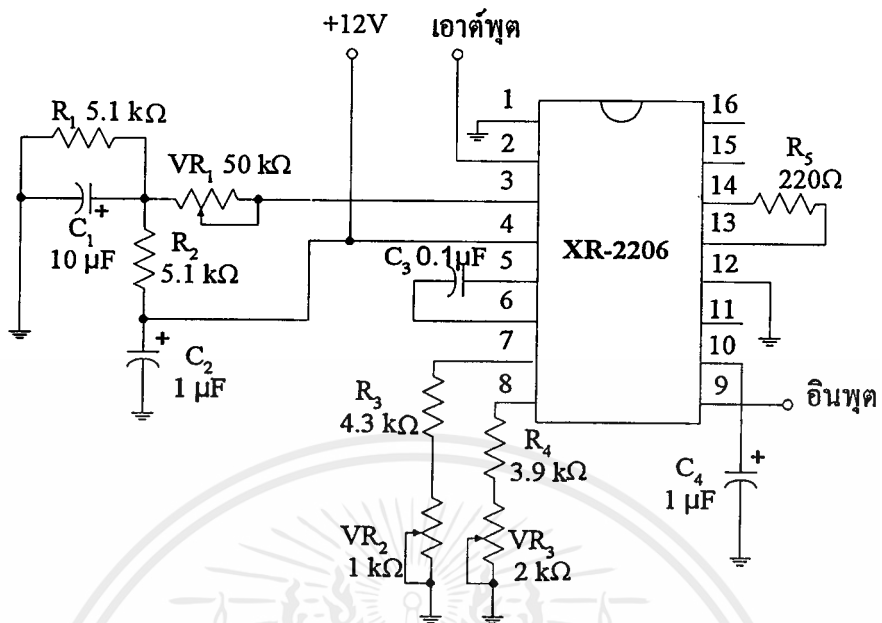 +12V
เอาต์พุต
R1 5.1 kΩ
VR1 50 kΩ
C1
10 µF
R2
5.1 kΩ
C2
1 µF
C3 0.1µF
1
2
3
4
5
6
7
8
XR-2206
16
15
14
13
12
11
10
9
R5
220Ω
อินพุต
R3
4.3 kΩ
R4
3.9 kΩ
C4
1 µF
VR2
1 kΩ
VR3
2 kΩ
+
+
+